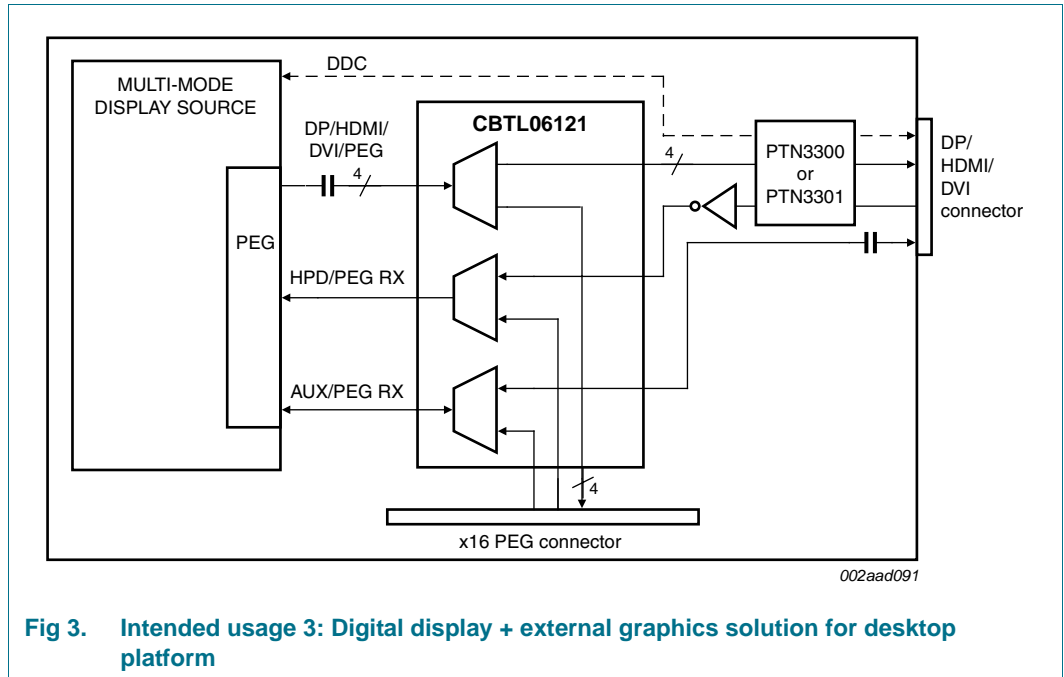 DDC
MULTI-MODE
DISPLAY SOURCE
CBTL06121
DP/HDMI/
DVI/PEG
4
4
PTN3300
or
PTN3301
DP/
HDMI/
DVI
connector
PEG
HPD/PEG RX
AUX/PEG RX
4
x16 PEG connector
002aad091
Fig 3. Intended usage 3: Digital display + external graphics solution for desktop
platform